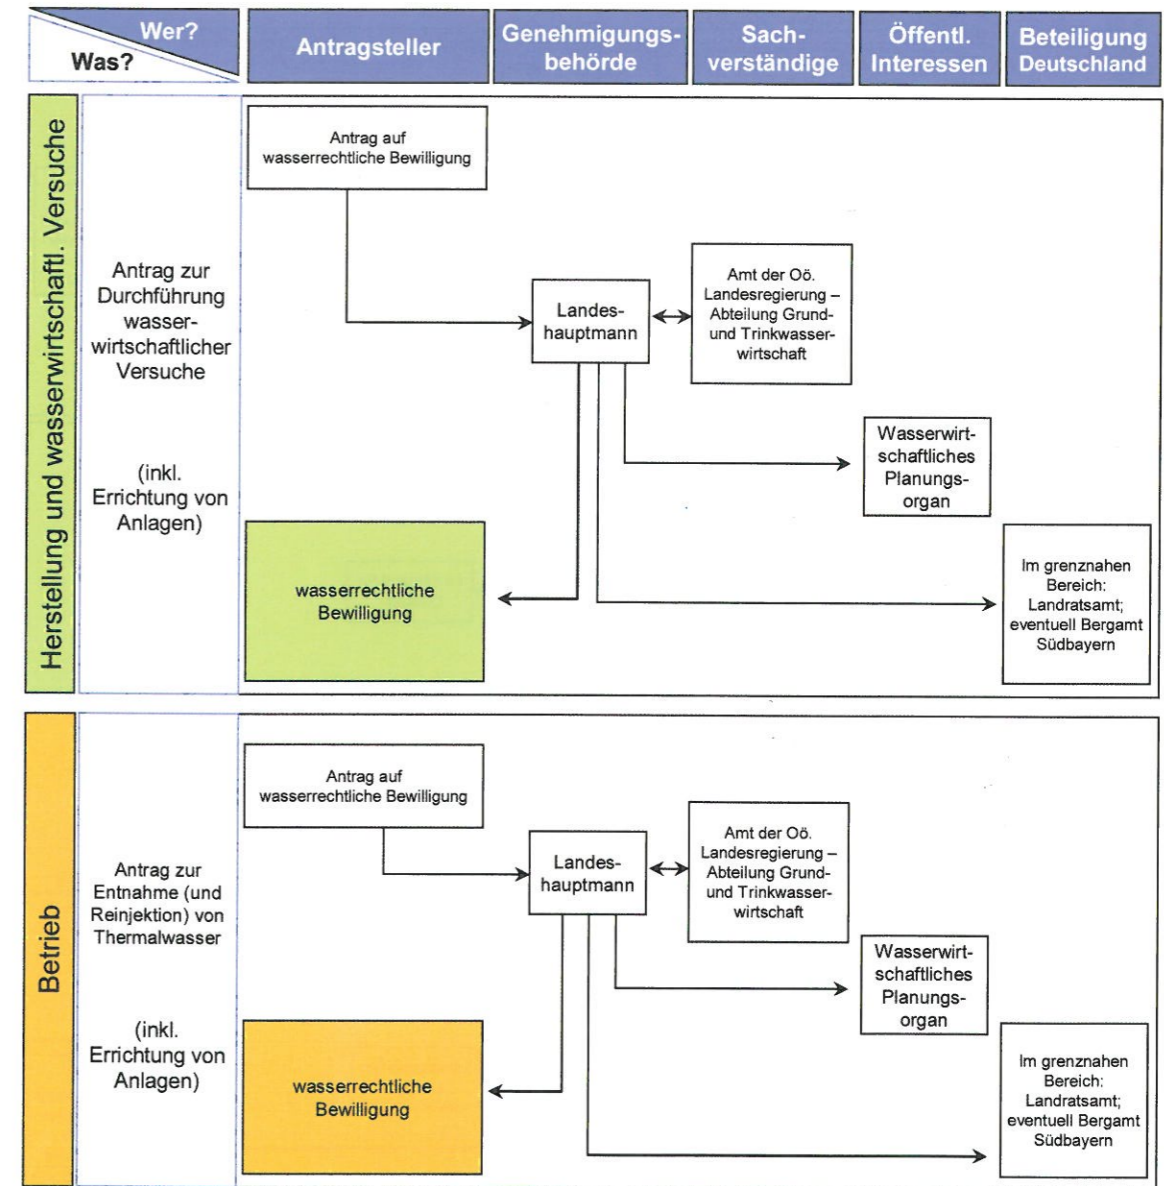 Wer?
Was?
Antragsteller
Genehmigungs-
behörde
Sach-
verständige
Öffentl.
Interessen
Beteiligung
Deutschland
Herstellung und wasserwirtschaftl. Versuche
Antrag zur
Durchführung
wasser-
wirtschaftlicher
Versuche
(inkl.
Errichtung von
Anlagen)
Antrag auf
wasserrechtliche Bewilligung
Landes-
hauptmann
Amt der Oö.
Landesregierung –
Abteilung Grund-
und Trinkwasser-
wirtschaft
Wasserwirt-
schaftliches
Planungs-
organ
wasserrechtliche
Bewilligung
Im grenznahen
Bereich:
Landratsamt;
eventuell Bergamt
Südbayern
Betrieb
Antrag zur
Entnahme (und
Reinjektion) von
Thermalwasser
(inkl.
Errichtung von
Anlagen)
Antrag auf
wasserrechtliche Bewilligung
Landes-
hauptmann
Amt der Oö.
Landesregierung –
Abteilung Grund-
und Trinkwasser-
wirtschaft
Wasserwirt-
schaftliches
Planungs-
organ
wasserrechtliche
Bewilligung
Im grenznahen
Bereich:
Landratsamt;
eventuell Bergamt
Südbayern